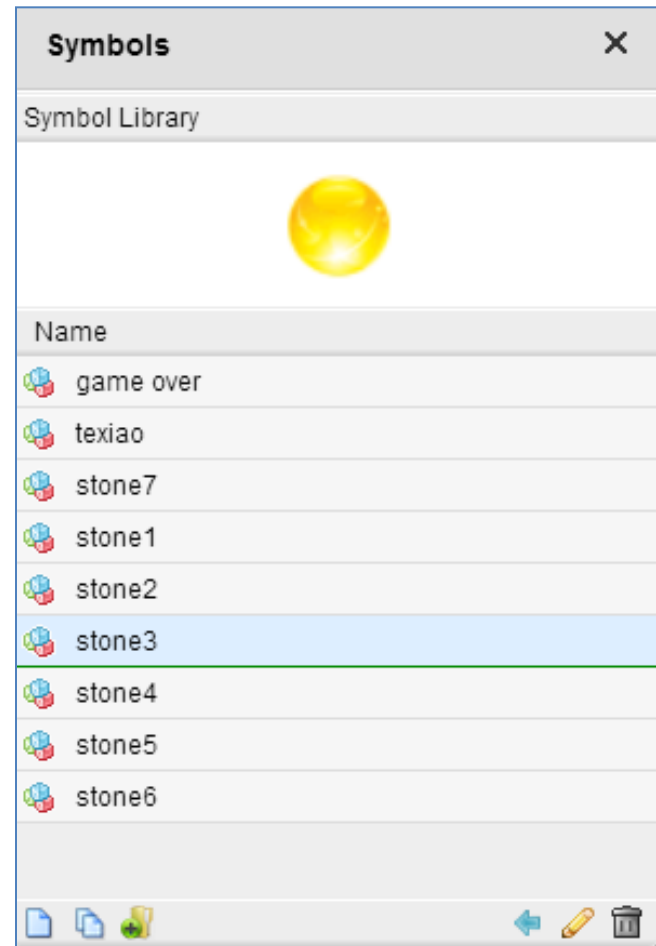 Symbols
Symbol Library
Name
game over
texiao
stone7
stone1
stone2
stone3
stone4
stone5
stone6